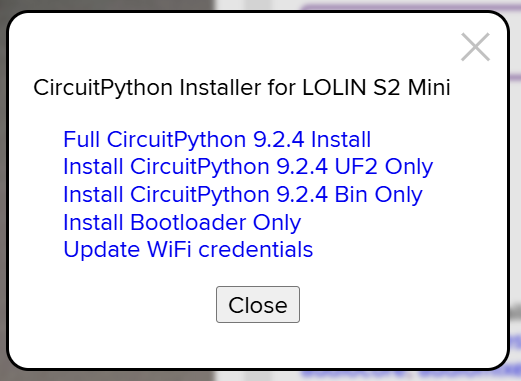 CircuitPython Installer for LOLIN S2 Mini
Full CircuitPython 9.2.4 Install
Install CircuitPython 9.2.4 UF2 Only
Install CircuitPython 9.2.4 Bin Only
Install Bootloader Only
Update WiFi credentials
Close